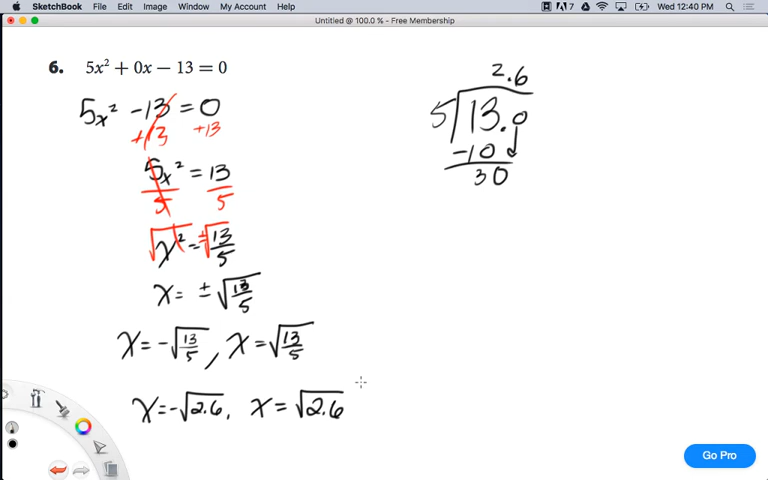 SketchBook File Edit Image Window My Account Help 7 Wed 12:40 PM
Untitled @ 100.0 % - Free Membership
6. 5x² + 0x − 13 = 0
5x² −13 = 0
+13 +13
5x² = 13
5 5
√x² = ±√13/5
x = ±√13/5
x = −√13/5, x = √13/5
x = −√2.6, x = √2.6
2.6
5 13.0
−10
30
Go Pro